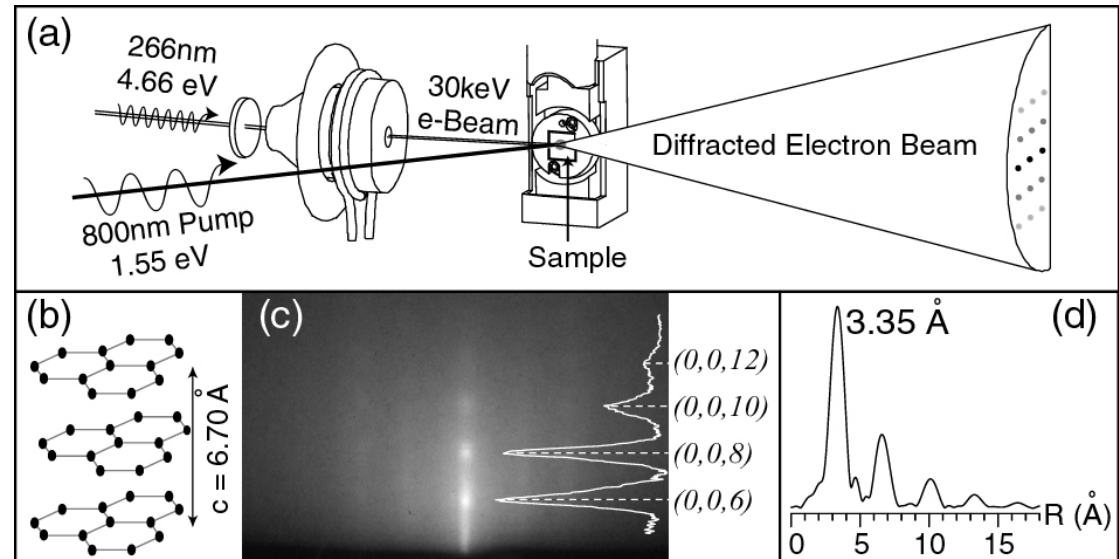 (a)
266nm
4.66 eV
30keV
e-Beam
Diffracted Electron Beam
800nm Pump
1.55 eV
Sample
(b)
c = 6.70 Å
(c)
(0,0,12)
(0,0,10)
(0,0,8)
(0,0,6)
(d)
3.35 Å
0 5 10 15 R (Å)